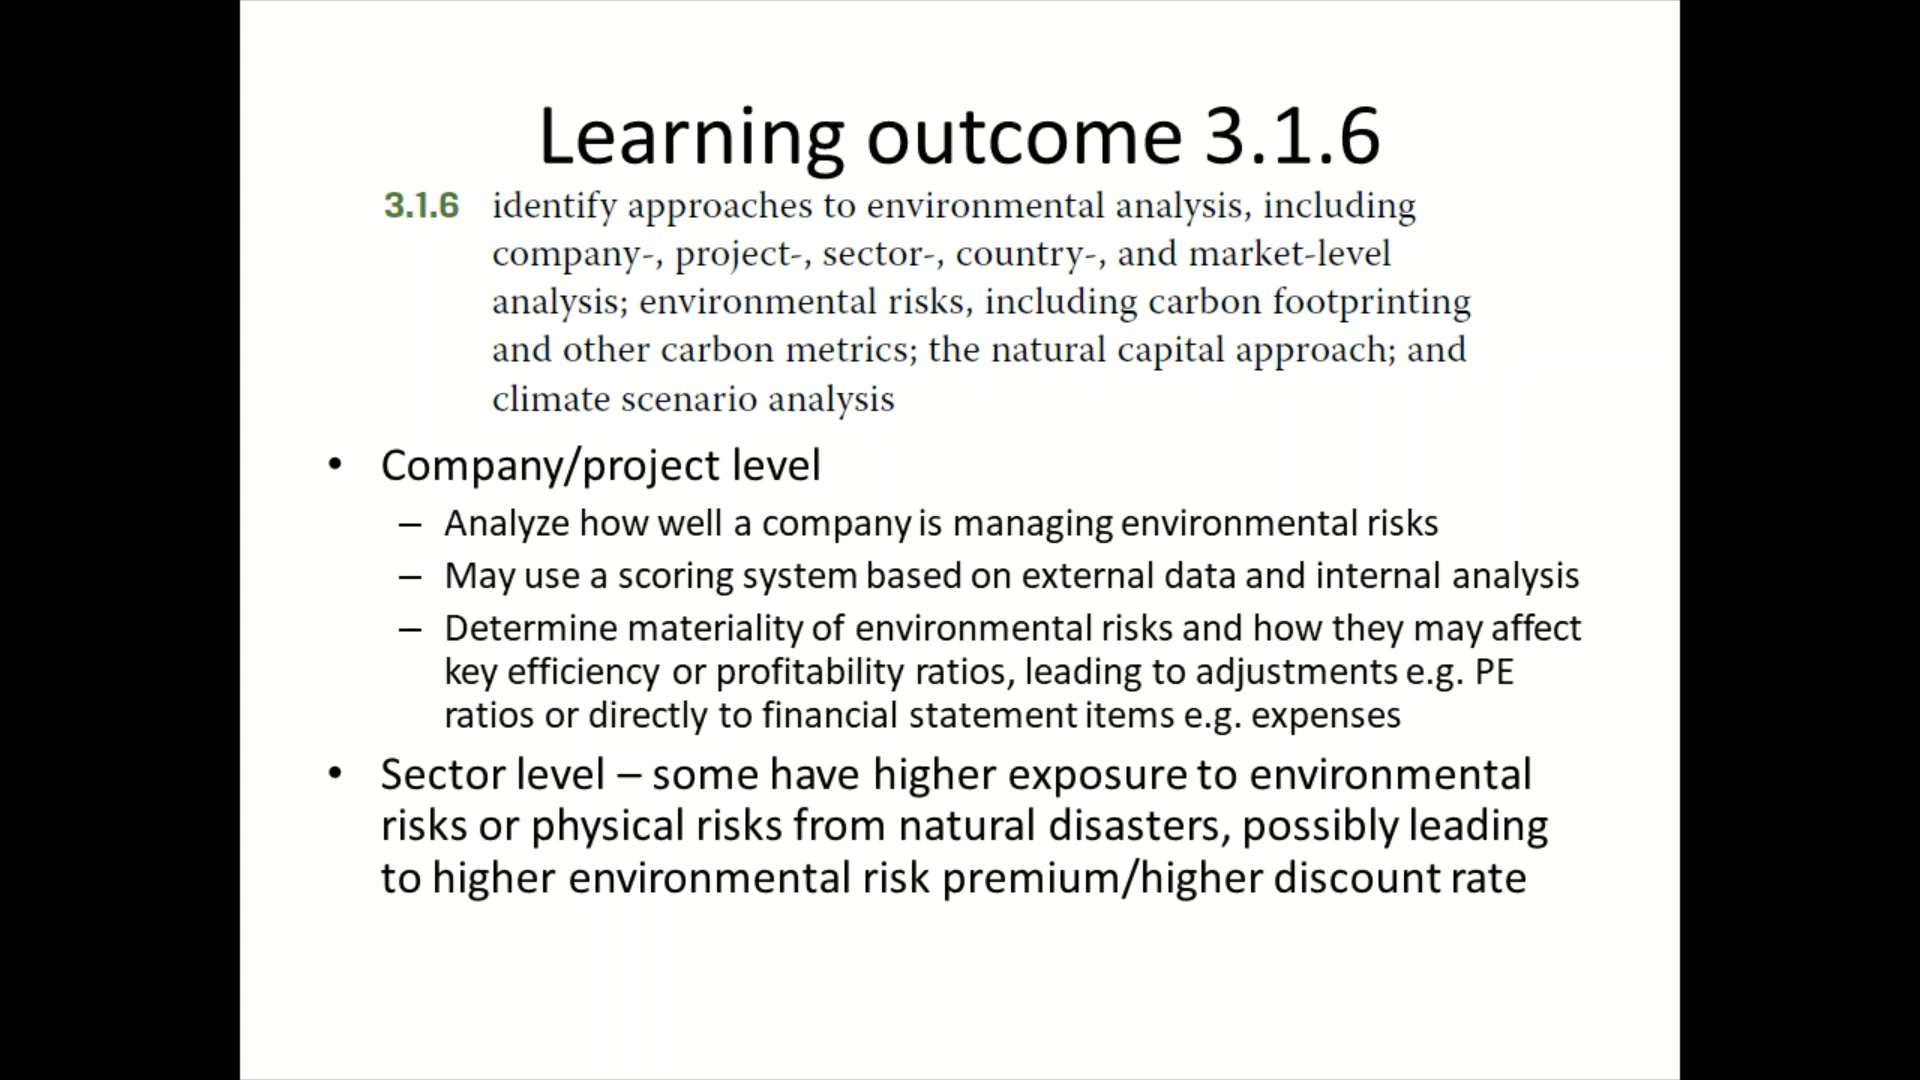 Learning outcome 3.1.6
3.1.6 identify approaches to environmental analysis, including
company-, project-, sector-, country-, and market-level
analysis; environmental risks, including carbon footprinting
and other carbon metrics; the natural capital approach; and
climate scenario analysis
• Company/project level
– Analyze how well a company is managing environmental risks
– May use a scoring system based on external data and internal analysis
– Determine materiality of environmental risks and how they may affect
key efficiency or profitability ratios, leading to adjustments e.g. PE
ratios or directly to financial statement items e.g. expenses
• Sector level – some have higher exposure to environmental
risks or physical risks from natural disasters, possibly leading
to higher environmental risk premium/higher discount rate